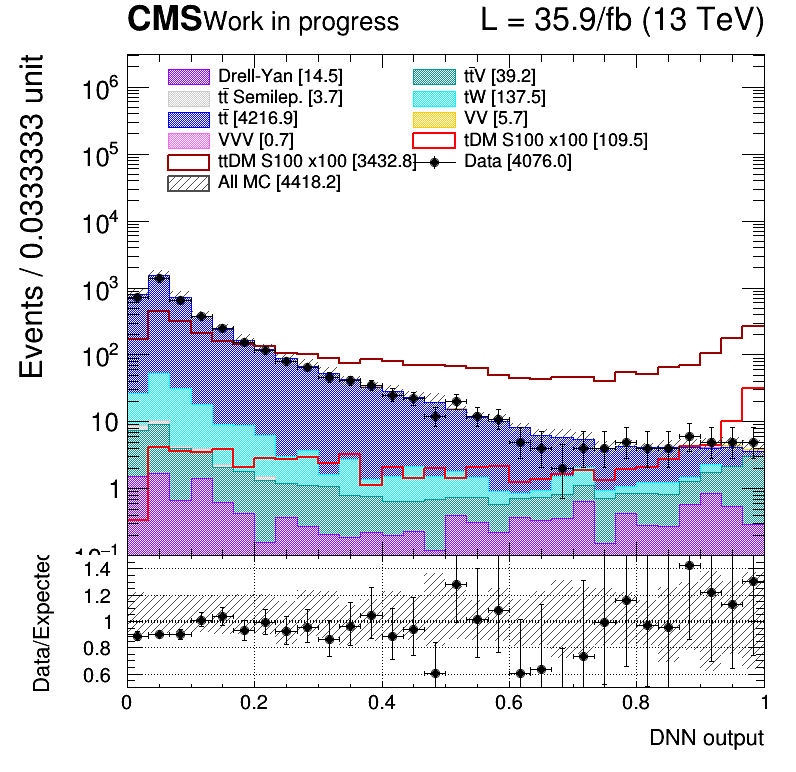 CMS Work in progress L = 35.9/fb (13 TeV)
Events / 0.0333333 unit
Drell-Yan [14.5] tt̄V [39.2]
tt̄ Semilep. [3.7] tW [137.5]
tt̄ [4216.9] VV [5.7]
VVV [0.7] tDM S100 x100 [109.5]
ttDM S100 x100 [3432.8] Data [4076.0]
All MC [4418.2]
10⁶
10⁵
10⁴
10³
10²
10
1
10⁻¹
Data/Expected
1.4
1.2
1
0.8
0.6
0 0.2 0.4 0.6 0.8 1
DNN output